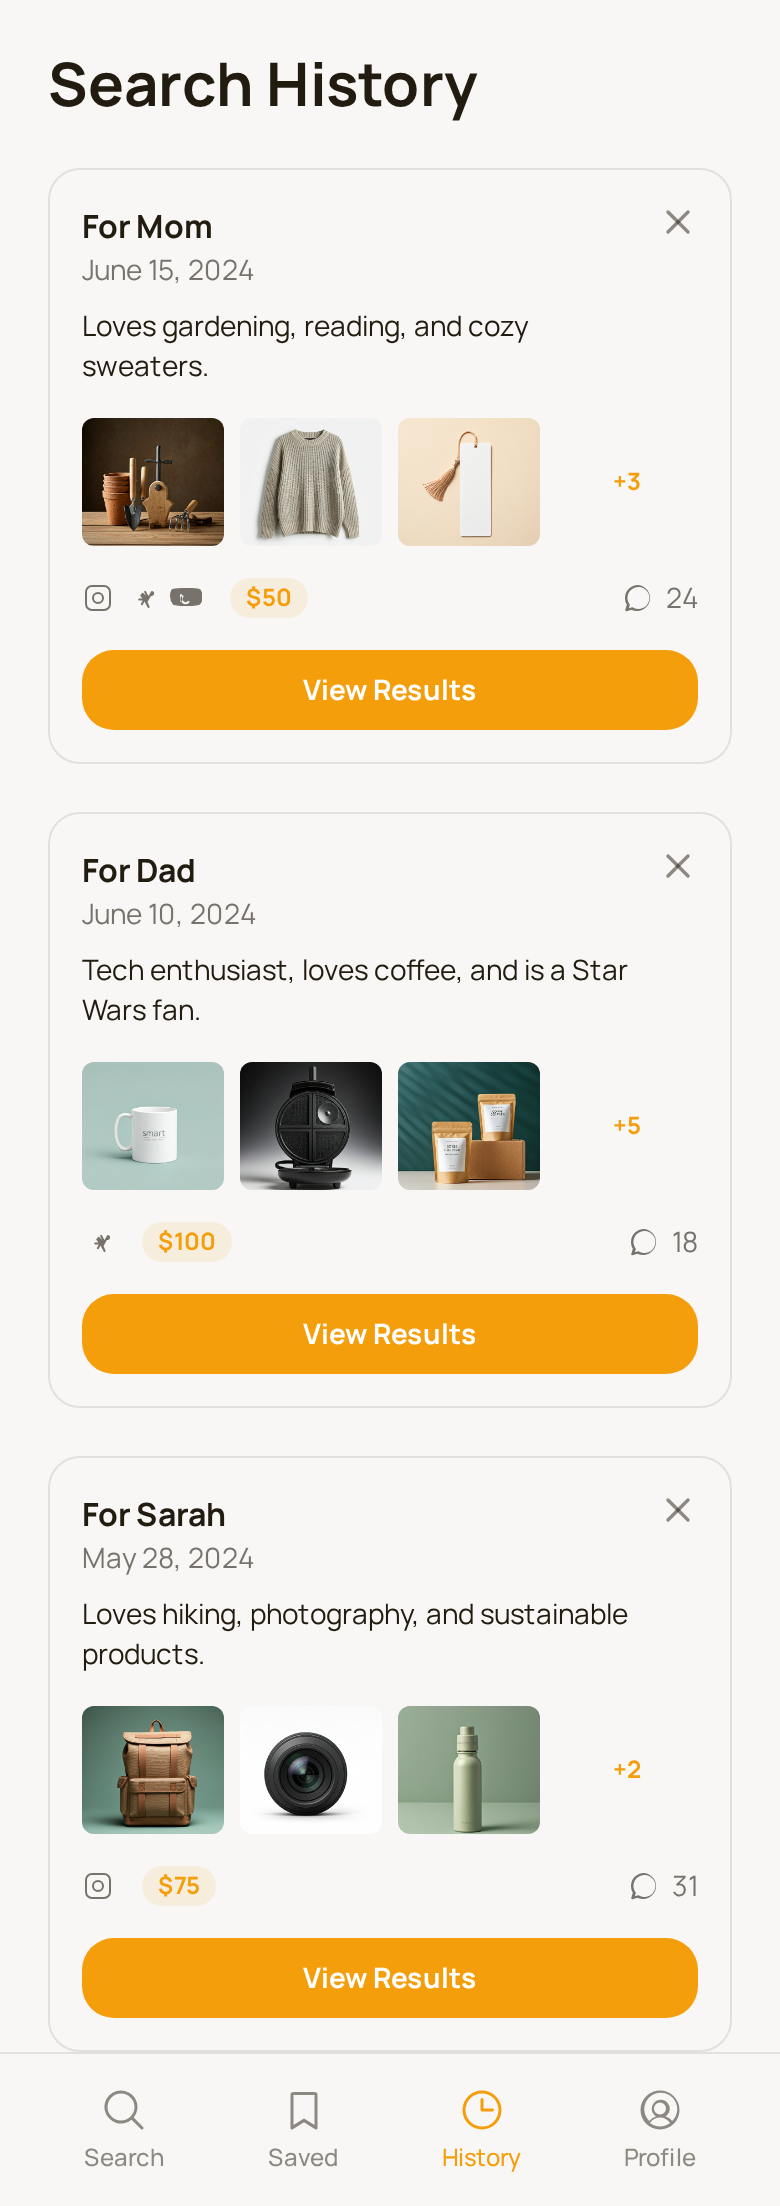 Search History
For Mom
June 15, 2024
Loves gardening, reading, and cozy
sweaters.
+3
$50
24
View Results
For Dad
June 10, 2024
Tech enthusiast, loves coffee, and is a Star
Wars fan.
smart
+5
$100
18
View Results
For Sarah
May 28, 2024
Loves hiking, photography, and sustainable
products.
+2
$75
31
View Results
Search
Saved
History
Profile